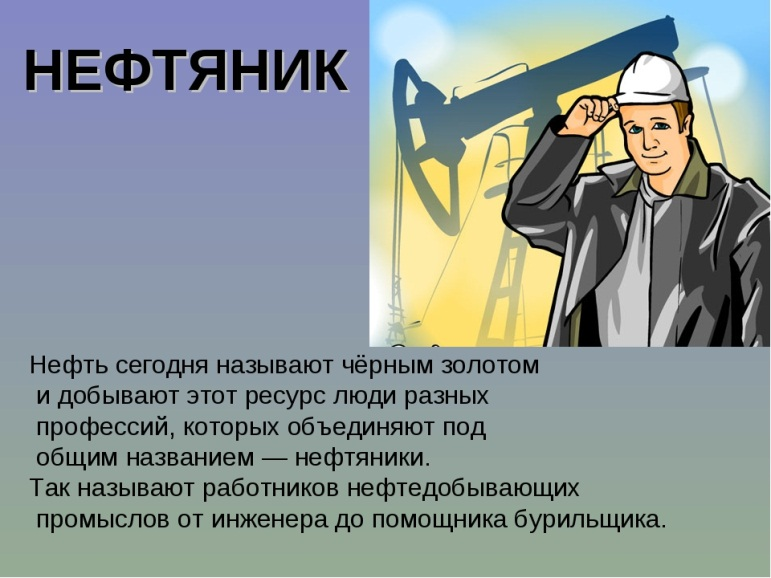 НЕФТЯНИК
Нефть сегодня называют чёрным золотом
и добывают этот ресурс люди разных
профессий, которых объединяют под
общим названием — нефтяники.
Так называют работников нефтедобывающих
промыслов от инженера до помощника бурильщика.